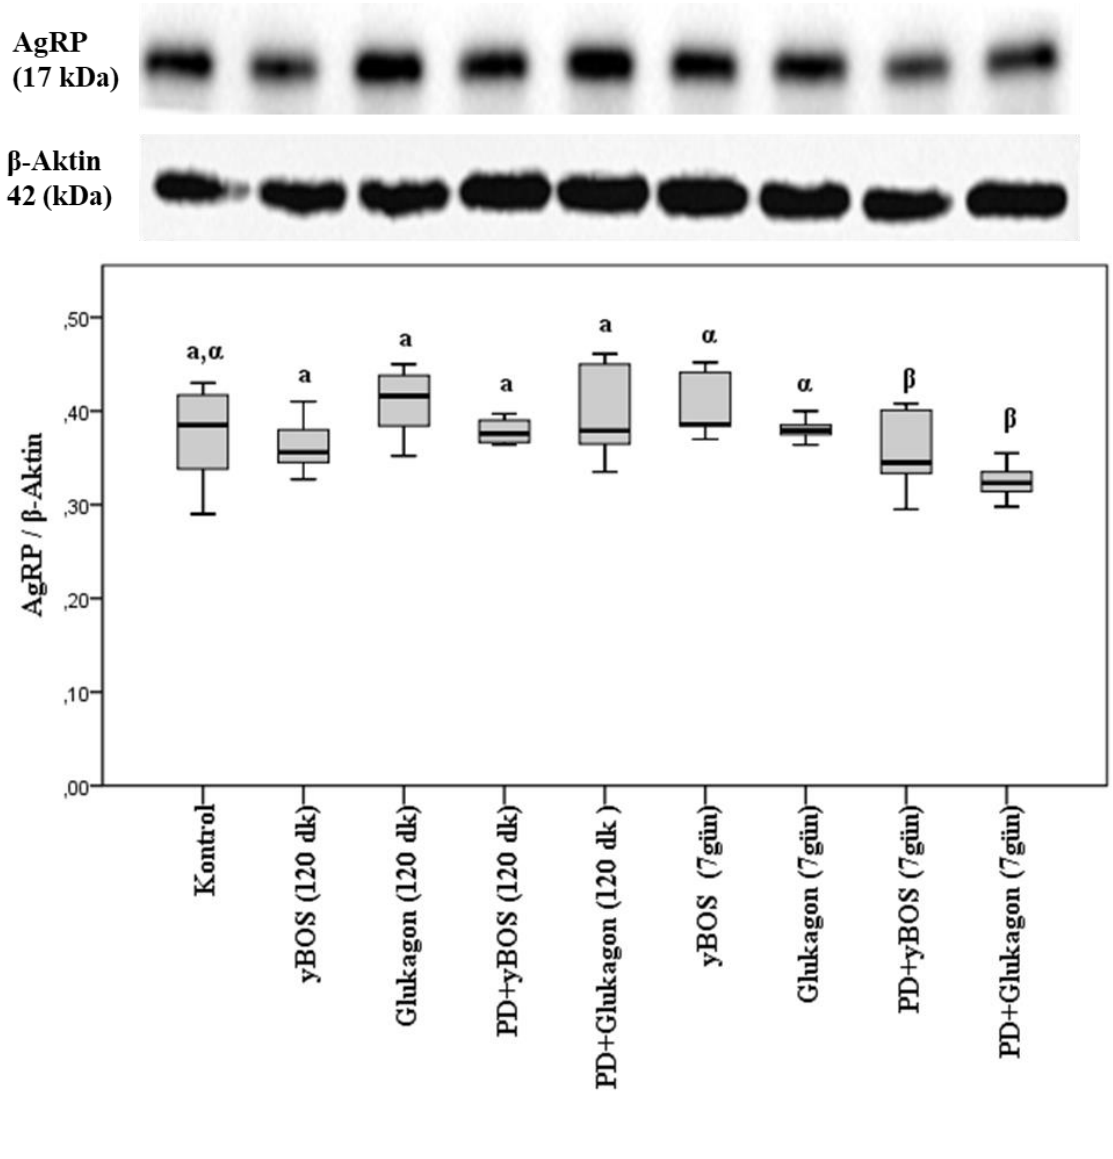 AgRP
(17 kDa)
β-Aktin
42 (kDa)
,50
,40
,30
,20
,10
,00
AgRP / β-Aktin
a,α
a
a
a
a
α
α
β
β
Kontrol
yBOS (120 dk)
Glukagon (120 dk)
PD+yBOS (120 dk)
PD+Glukagon (120 dk )
yBOS (7gün)
Glukagon (7gün)
PD+yBOS (7gün)
PD+Glukagon (7gün)